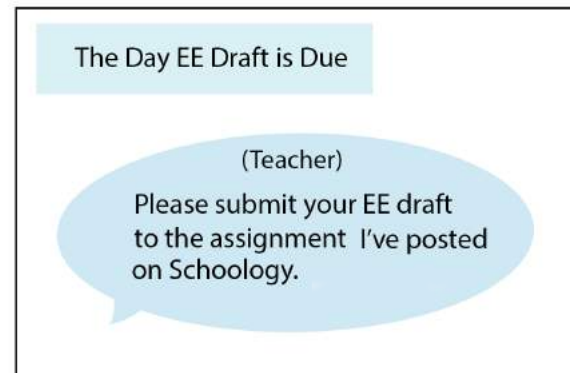 The Day EE Draft is Due
(Teacher)
Please submit your EE draft
to the assignment I've posted
on Schoology.